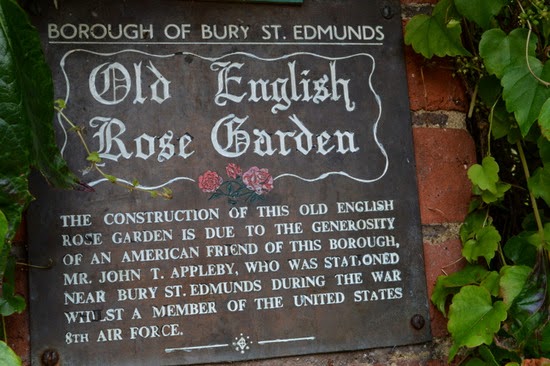 BOROUGH OF BURY ST. EDMUNDS
Old English
Rose Garden
THE CONSTRUCTION OF THIS OLD ENGLISH
ROSE GARDEN IS DUE TO THE GENEROSITY
OF AN AMERICAN FRIEND OF THIS BOROUGH,
MR. JOHN T. APPLEBY, WHO WAS STATIONED
NEAR BURY ST. EDMUNDS DURING THE WAR
WHILST A MEMBER OF THE UNITED STATES
8TH AIR FORCE.